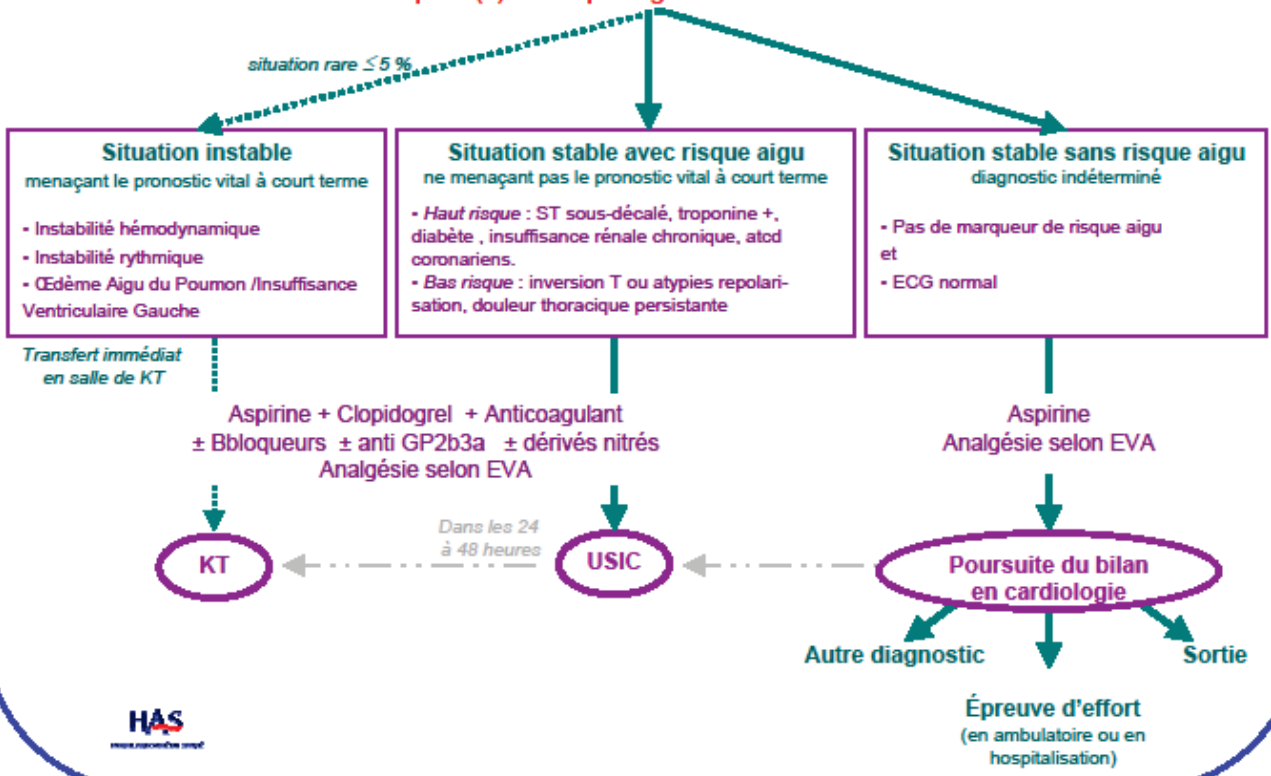 situation rare ≤ 5 %
Situation instable
menaçant le pronostic vital à court terme
- Instabilité hémodynamique
- Instabilité rythmique
- Œdème Aigu du Poumon /Insuffisance
Ventriculaire Gauche
Situation stable avec risque aigu
ne menaçant pas le pronostic vital à court terme
- Haut risque : ST sous-décalé, troponine +,
diabète , insuffisance rénale chronique, atcd
coronariens.
- Bas risque : inversion T ou atypies repolari-
sation, douleur thoracique persistante
Situation stable sans risque aigu
diagnostic indéterminé
- Pas de marqueur de risque aigu
et
- ECG normal
Transfert immédiat
en salle de KT
Aspirine + Clopidogrel + Anticoagulant
± Bbloqueurs ± anti GP2b3a ± dérivés nitrés
Analgésie selon EVA
Aspirine
Analgésie selon EVA
Dans les 24
à 48 heures
KT
USIC
Poursuite du bilan
en cardiologie
Autre diagnostic
Sortie
Épreuve d'effort
(en ambulatoire ou en
hospitalisation)
HAS